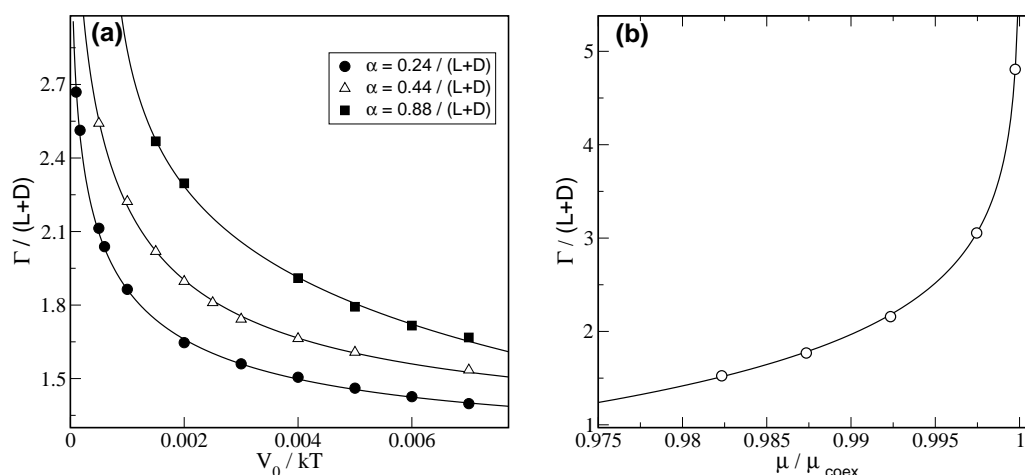 (a)
α = 0.24 / (L+D)
α = 0.44 / (L+D)
α = 0.88 / (L+D)
Γ / (L+D)
2.7
2.4
2.1
1.8
1.5
0
0.002
0.004
0.006
V_0 / kT
(b)
Γ / (L+D)
5
4
3
2
1
0.975
0.98
0.985
0.99
0.995
1
μ / μ_coex